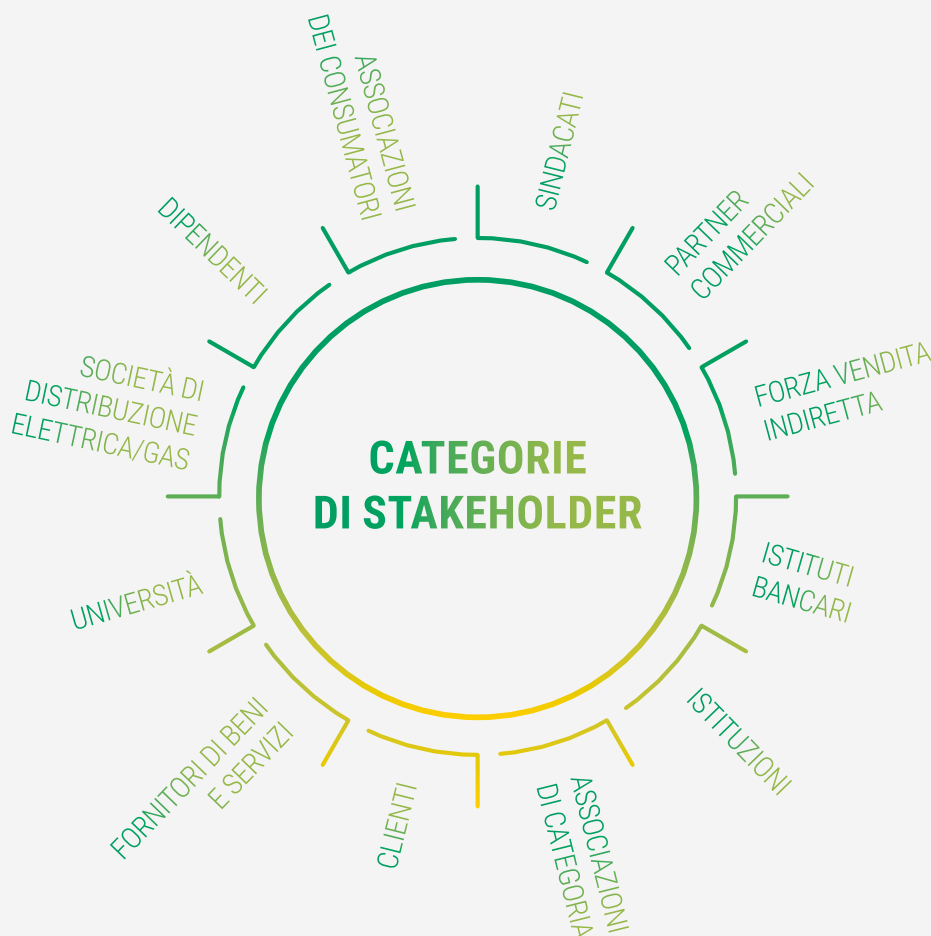 CATEGORIE
DI STAKEHOLDER
SINDACATI
PARTNER
COMMERCIALI
FORZA VENDITA
INDIRETTA
ISTITUTI
BANCARI
ISTITUZIONI
ASSOCIAZIONI
DI CATEGORIA
CLIENTI
FORNITORI DI BENI
E SERVIZI
UNIVERSITÀ
SOCIETÀ DI
DISTRIBUZIONE
ELETTRICA/GAS
DIPENDENTI
ASSOCIAZIONI
DEI CONSUMATORI